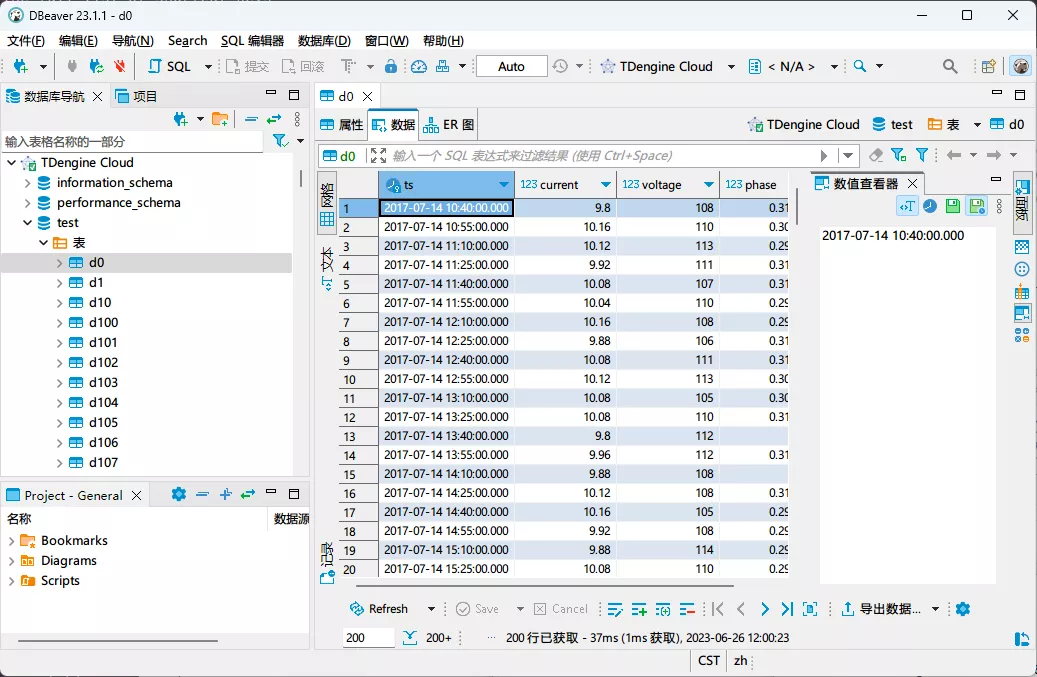 DBeaver 23.1.1 - d0
文件(F) 编辑(E) 导航(N) Search SQL 编辑器 数据库(D) 窗口(W) 帮助(H)
SQL 提交 回滚 Auto TDengine Cloud < N/A >
数据库导航 项目
输入表格名称的一部分
TDengine Cloud
information_schema
performance_schema
test
表
d0
d1
d10
d100
d101
d102
d103
d104
d105
d106
d107
Project - General
名称 数据源
Bookmarks
Diagrams
Scripts
d0
属性 数据 ER 图 TDengine Cloud test 表 d0
d0 输入一个 SQL 表达式来过滤结果 (使用 Ctrl+Space)
网格
文本
记录
ts 123 current 123 voltage 123 phase
1 2017-07-14 10:40:00.000 9.8 108 0.31
2 2017-07-14 10:55:00.000 10.16 110 0.30
3 2017-07-14 11:10:00.000 10.12 113 0.29
4 2017-07-14 11:25:00.000 9.92 111 0.31
5 2017-07-14 11:40:00.000 10.08 107 0.31
6 2017-07-14 11:55:00.000 10.04 110 0.29
7 2017-07-14 12:10:00.000 10.16 108 0.29
8 2017-07-14 12:25:00.000 9.88 106 0.31
9 2017-07-14 12:40:00.000 10.08 111 0.31
10 2017-07-14 12:55:00.000 10.12 113 0.30
11 2017-07-14 13:10:00.000 10.08 105 0.30
12 2017-07-14 13:25:00.000 10.08 110 0.31
13 2017-07-14 13:40:00.000 9.8 112
14 2017-07-14 13:55:00.000 9.96 112 0.31
15 2017-07-14 14:10:00.000 9.88 108
16 2017-07-14 14:25:00.000 10.12 108 0.31
17 2017-07-14 14:40:00.000 10.16 105 0.29
18 2017-07-14 14:55:00.000 9.92 108 0.29
19 2017-07-14 15:10:00.000 9.88 114 0.29
20 2017-07-14 15:25:00.000 10.08 110 0.29
数值查看器
2017-07-14 10:40:00.000
面板
Refresh Save Cancel 导出数据...
200 200+ 200 行已获取 - 37ms (1ms 获取), 2023-06-26 12:00:23
CST zh